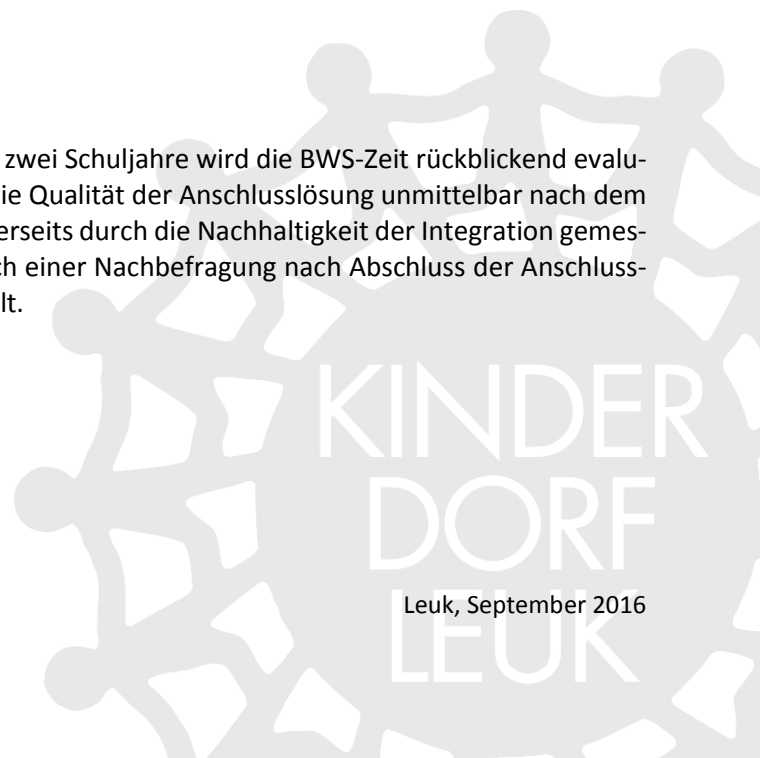 zwei Schuljahre wird die BWS-Zeit rückblickend evalu-
ie Qualität der Anschlusslösung unmittelbar nach dem
erseits durch die Nachhaltigkeit der Integration gemes-
ch einer Nachbefragung nach Abschluss der Anschluss-
lt.
KINDER
DORF
Leuk, September 2016
LEUK